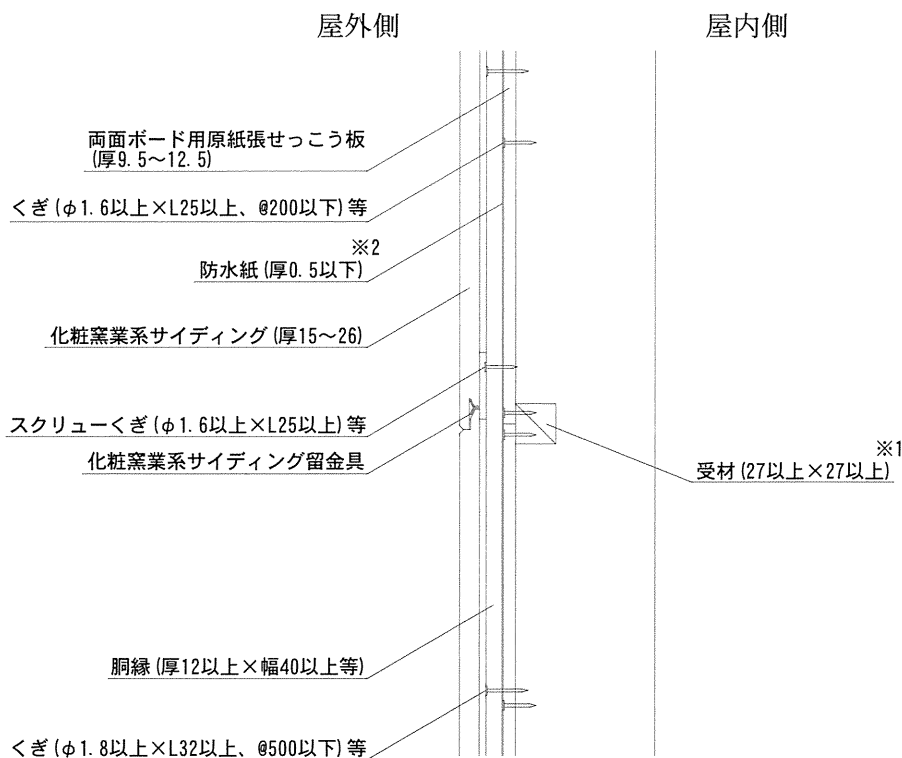 屋外側
屋内側
両面ボード用原紙張せっこう板
(厚9.5～12.5)
くぎ(φ1.6以上×L25以上、@200以下)等
※2
防水紙(厚0.5以下)
化粧窯業系サイディング(厚15～26)
スクリューくぎ(φ1.6以上×L25以上)等
化粧窯業系サイディング留金具
※1
受材(27以上×27以上)
胴縁(厚12以上×幅40以上等)
くぎ(φ1.8以上×L32以上、@500以下)等